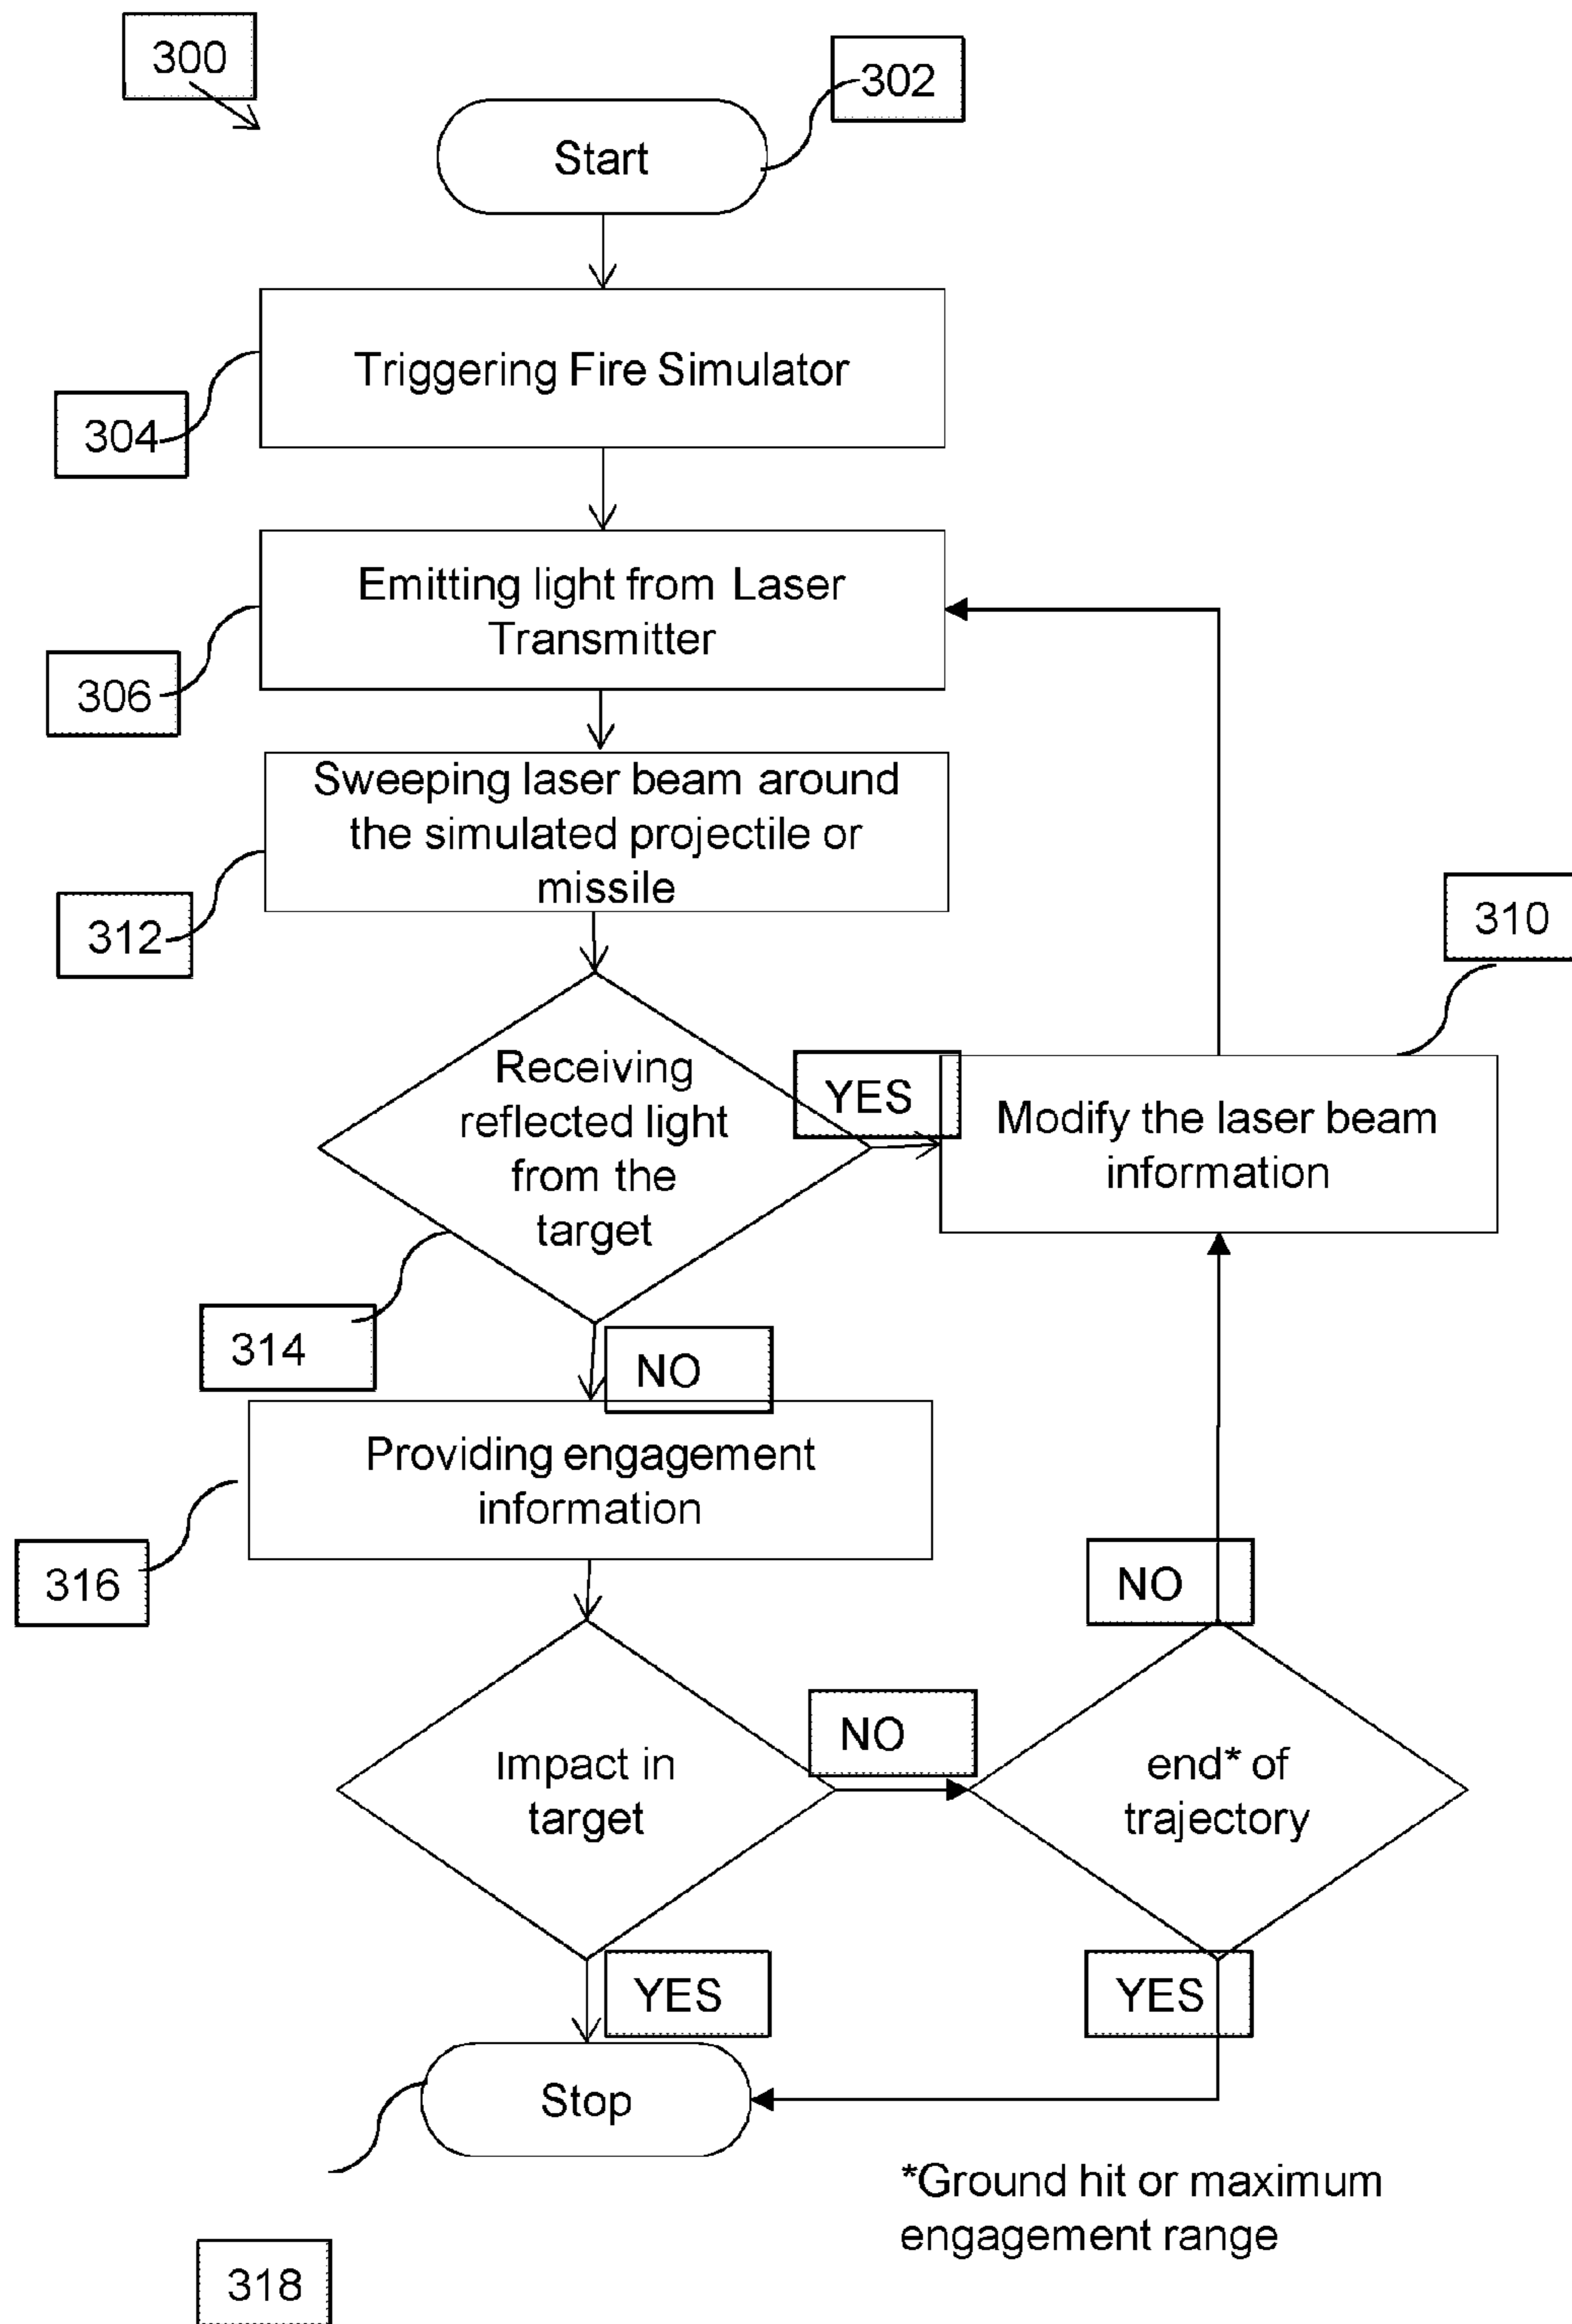 300
302
Start
Triggering Fire Simulator
304
Emitting light from Laser
Transmitter
306
Sweeping laser beam around
the simulated projectile or
missile
312
310
Receiving
reflected light
from the
target
YES
Modify the laser beam
information
314
NO
Providing engagement
information
316
NO
Impact in
target
NO
end* of
trajectory
YES
YES
Stop
*Ground hit or maximum
engagement range
318